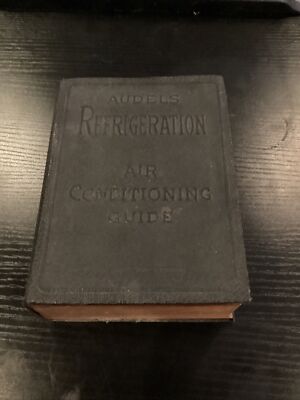 AUDELS
REFRIGERATION
AIR
CONDITIONING
GUIDE